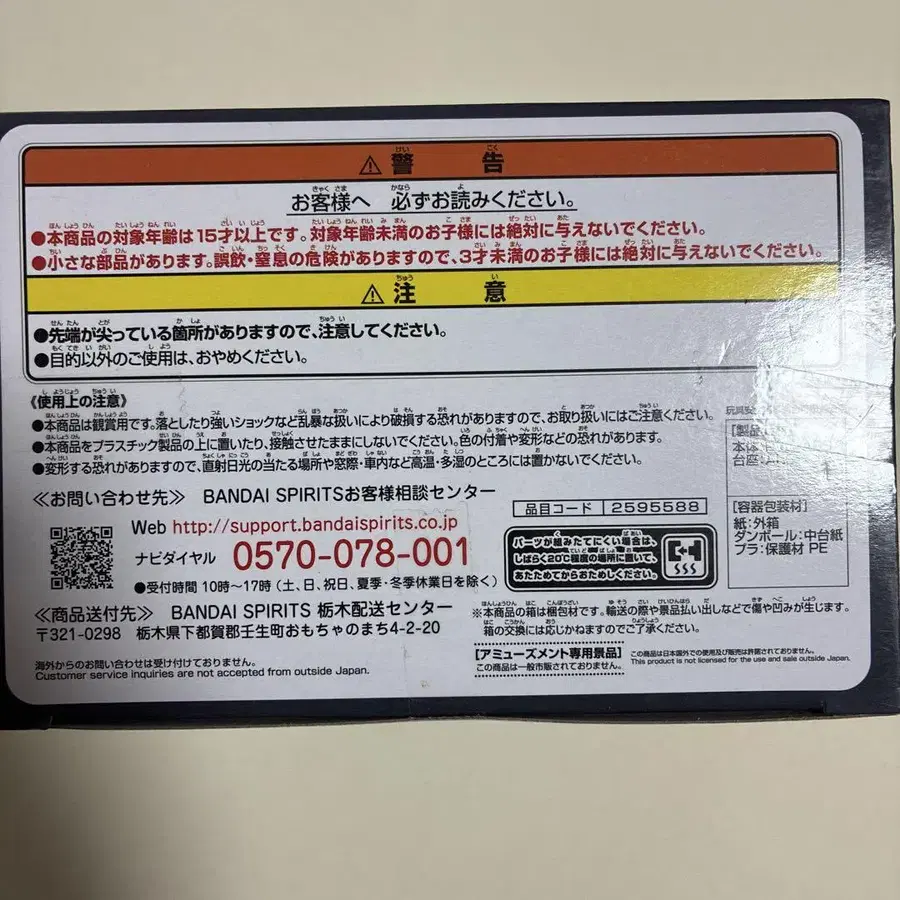 ⚠警告
お客様へ 必ずお読みください。
●本商品の対象年齢は15才以上です。対象年齢未満のお子様には絶対に与えないでください。
●小さな部品があります。誤飲・窒息の危険がありますので、3才未満のお子様には絶対に与えないでください。
⚠注意
●先端が尖っている箇所がありますので、注意してください。
●目的以外のご使用は、おやめください。
《使用上の注意》
●本商品は観賞用です。落としたり強いショックなど乱暴な扱いにより破損する恐れがありますので、お取り扱いにはご注意ください。
●本商品をプラスチック製品の上に置いたり、接触させたままにしないでください。色の付着や変形などの恐れがあります。
●変形する恐れがありますので、直射日光の当たる場所や窓際・車内など高温・多湿のところには置かないでください。
≪お問い合わせ先≫ BANDAI SPIRITSお客様相談センター
Web http://support.bandaispirits.co.jp
ナビダイヤル 0570-078-001
●受付時間 10時~17時(土、日、祝日、夏季・冬季休業日を除く)
≪商品送付先≫ BANDAI SPIRITS 栃木配送センター
〒321-0298 栃木県下都賀郡壬生町おもちゃのまち4-2-20
海外からのお問い合わせは受け付けておりません。
Customer service inquiries are not accepted from outside Japan.
品目コード 2595588
パーツが組みたてにくい場合は、
しばらく20℃程度の場所に置いて、
あたためてからおためしください。
※本商品の箱は梱包材です。輸送の際や景品払い出しなどで傷や凹みが生じます。
箱の交換には応じかねますのでご了承ください。
【アミューズメント専用景品】
この商品は一般市販されておりません。
この商品は日本国外での使用及び販売は許諾されておりません。
This product is not licensed for the use and sale outside Japan.
玩具安
【製品
本体
台座
1
[容器包装材]
紙:外箱
ダンボール:中台紙
プラ:保護材 PE